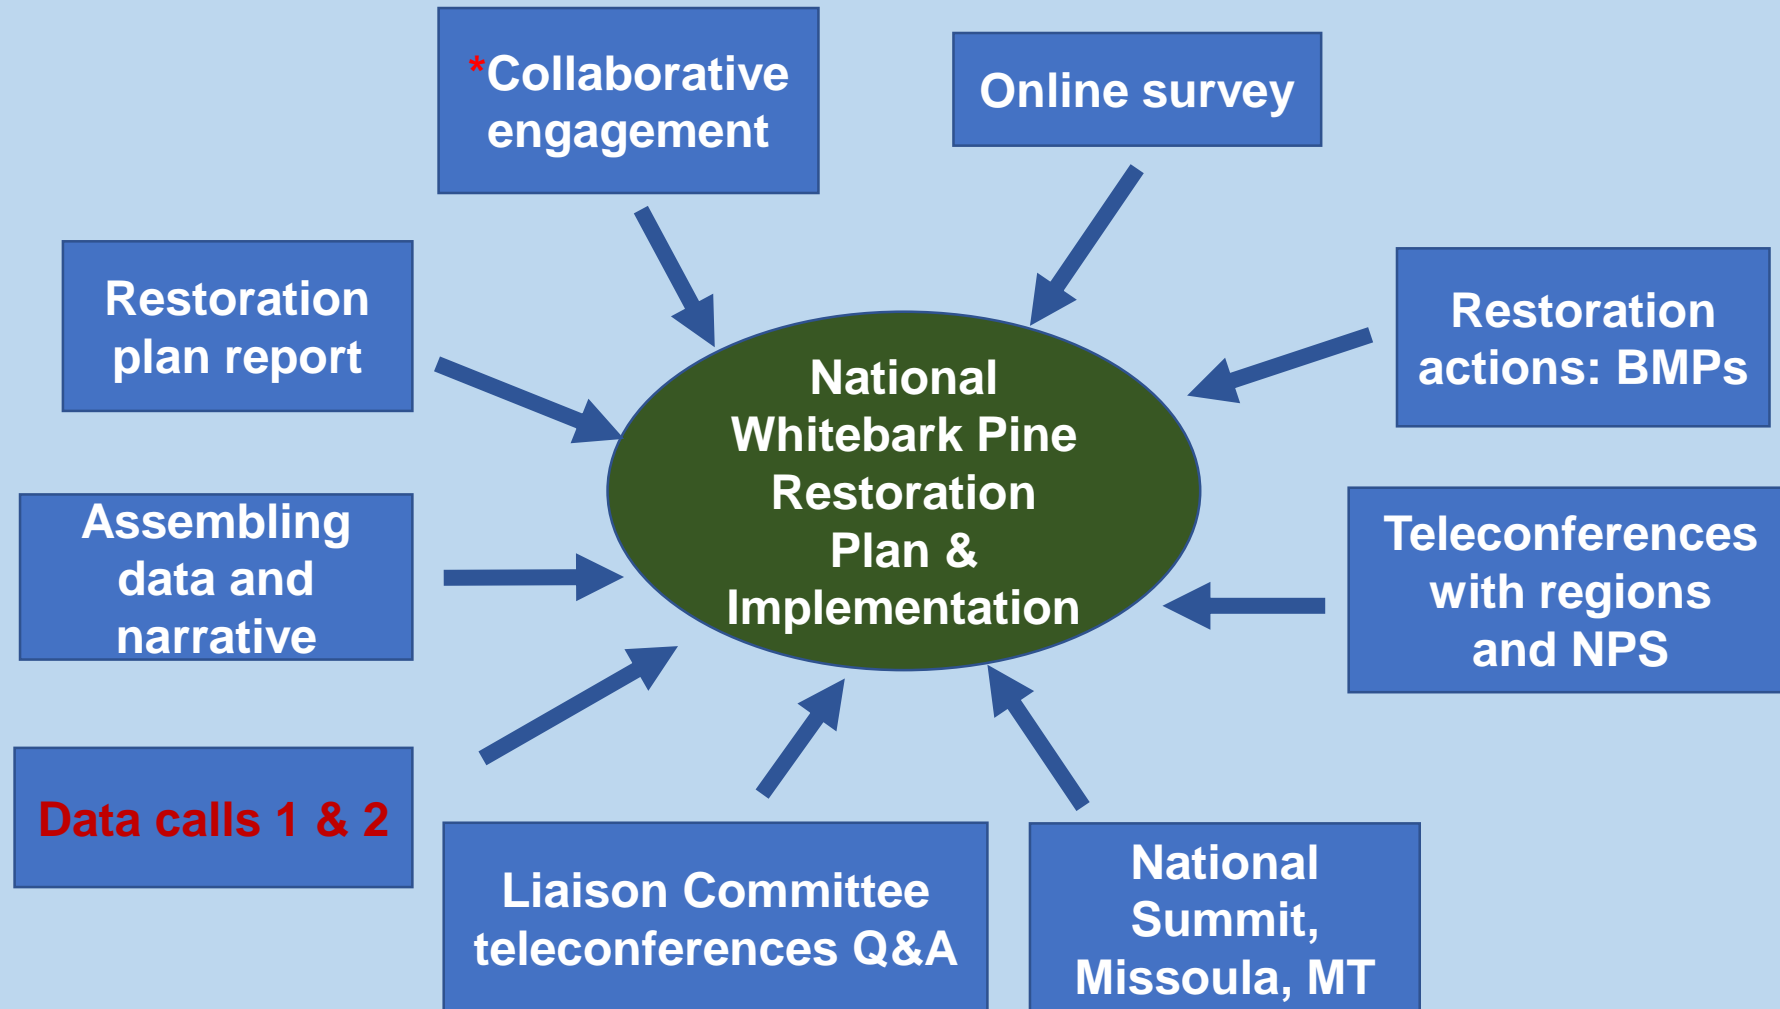 *Collaborative
engagement
Online survey
Restoration
plan report
Restoration
actions: BMPs
National
Whitebark Pine
Restoration
Plan &
Implementation
Assembling
data and
narrative
Teleconferences
with regions
and NPS
Data calls 1 & 2
Liaison Committee
teleconferences Q&A
National
Summit,
Missoula, MT